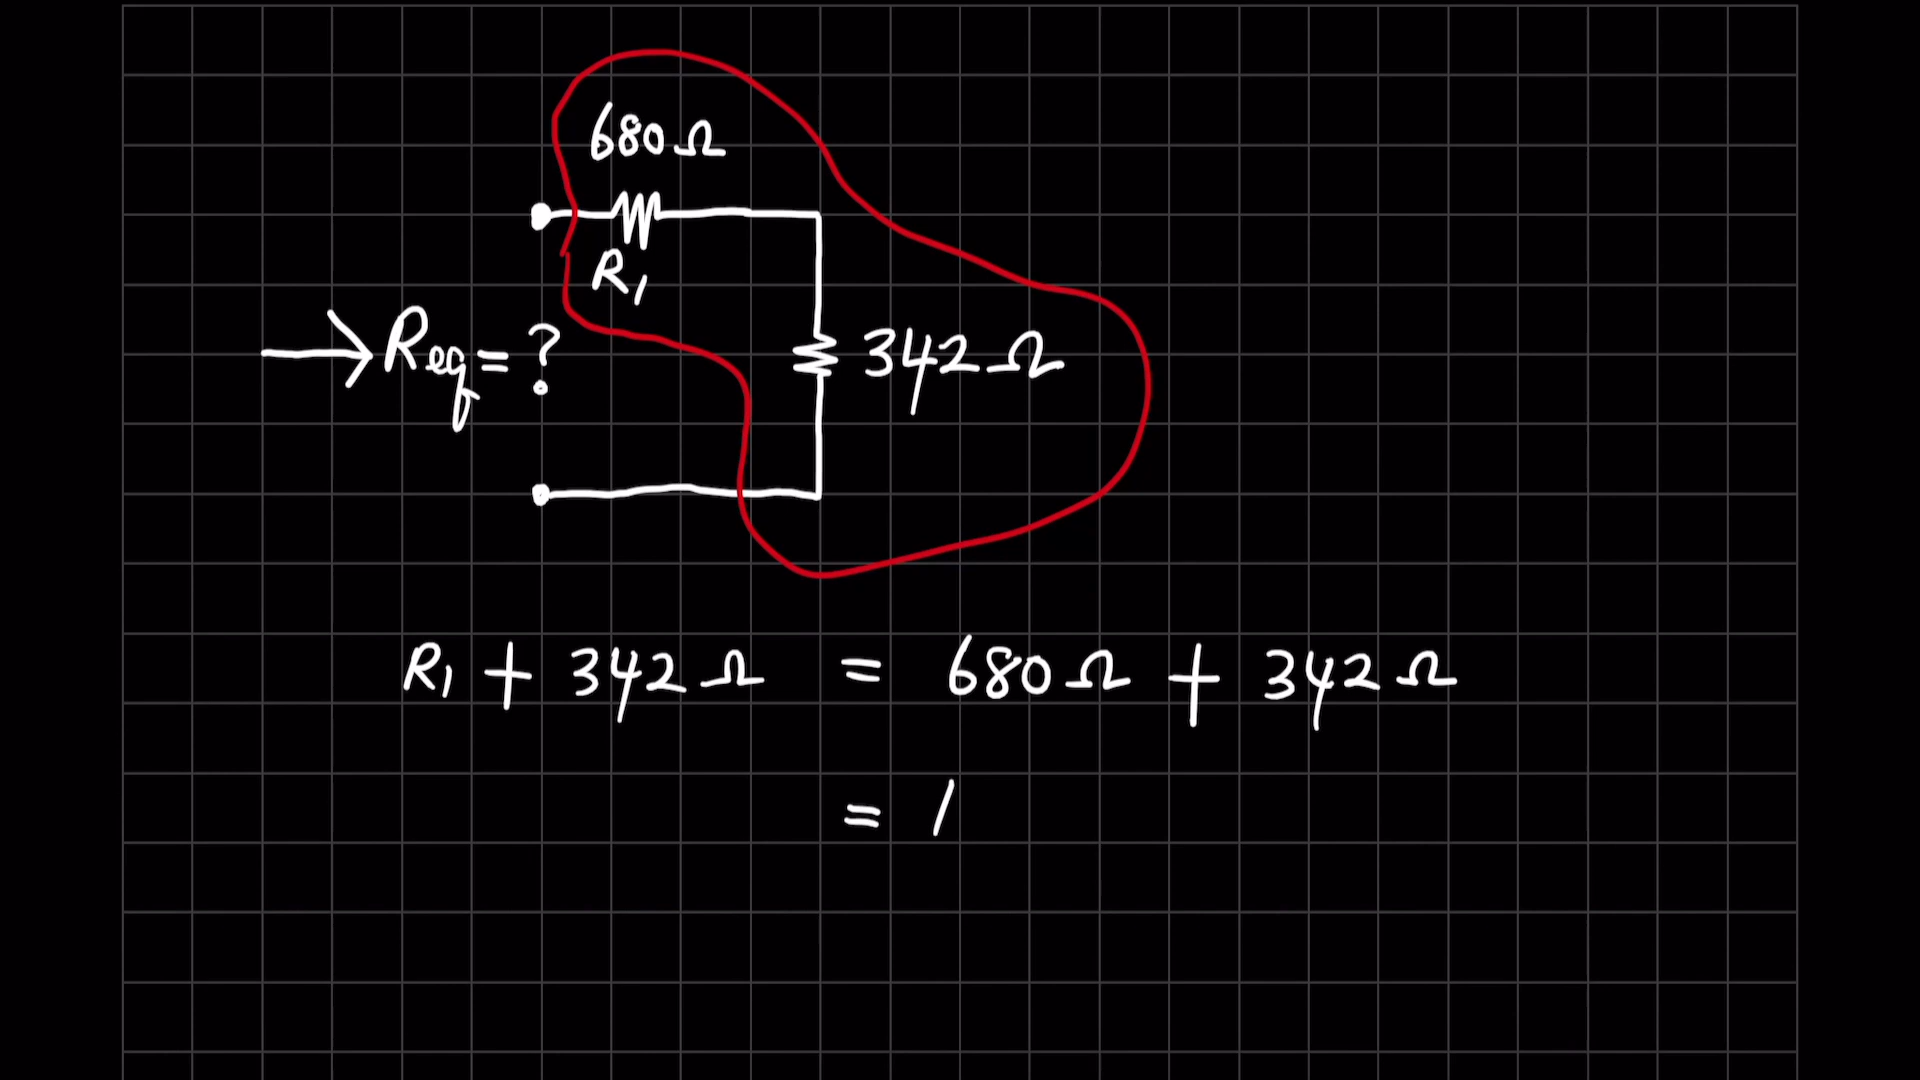 680Ω
R₁
Req = ?
342Ω
R₁ + 342Ω = 680Ω + 342Ω
= 1